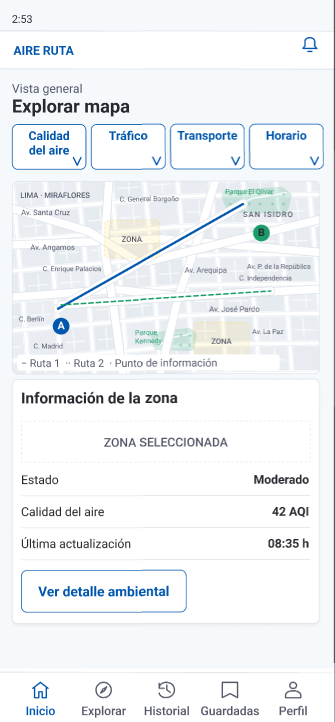 2:53
AIRE RUTA
Vista general
Explorar mapa
Calidad
del aire
Tráfico
Transporte
Horario
LIMA · MIRAFLORES
Parque El Olivar
C. General Borgoño
Av. Santa Cruz
SAN ISIDRO
B
ZONA
Av. Angamos
C. Enrique Palacios
Av. Arequipa
Av. P. de la República
C. Independencia
Av. José Pardo
C. Berlín
A
Av. La Paz
Parque
Kennedy
ZONA
C. Madrid
– Ruta 1 ·· Ruta 2 · Punto de información
Información de la zona
ZONA SELECCIONADA
Estado Moderado
Calidad del aire 42 AQI
Última actualización 08:35 h
Ver detalle ambiental
Inicio Explorar Historial Guardadas Perfil